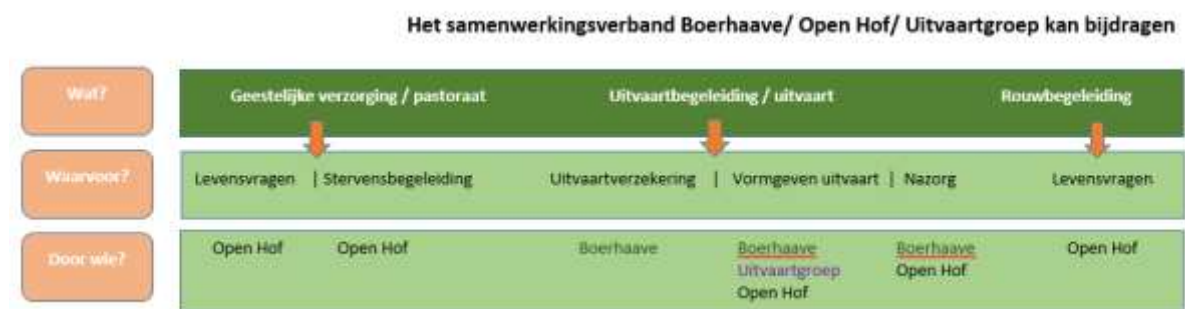 Het samenwerkingsverband Boerhaave/ Open Hof/ Uitvaartgroep kan bijdragen
Wat?
Geestelijke verzorging / pastoraat
Uitvaartbegeleiding / uitvaart
Rouwbegeleiding
Waarvoor?
Levensvragen | Stervensbegeleiding
Uitvaartverzekering | Vormgeven uitvaart | Nazorg
Levensvragen
Door wie?
Open Hof
Open Hof
Boerhaave
Boerhaave
Uitvaartgroep
Open Hof
Boerhaave
Open Hof
Open Hof